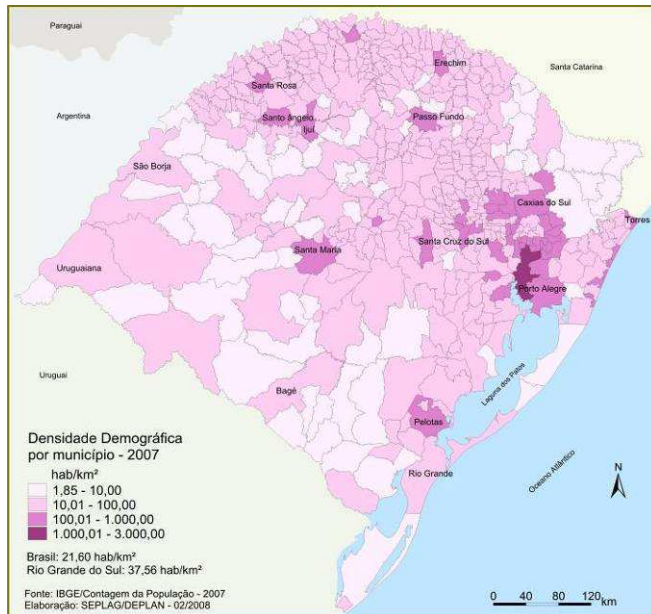 Paraguai
Santa Catarina
Argentina
Erechim
Santa Rosa
Santo ângelo
Ijuí
Passo Fundo
São Borja
Caxias do Sul
Torres
Santa Maria
Santa Cruz do Sul
Uruguaiana
Porto Alegre
Uruguai
Bagé
Laguna dos Patos
Pelotas
Rio Grande
Oceano Atlântico
N
Densidade Demográfica
por município - 2007
hab/km²
1,85 - 10,00
10,01 - 100,00
100,01 - 1.000,00
1.000,01 - 3.000,00
Brasil: 21,60 hab/km²
Rio Grande do Sul: 37,56 hab/km²
Fonte: IBGE/Contagem da População - 2007
Elaboração: SEPLAG/DEPLAN - 02/2008
0 40 80 120
km